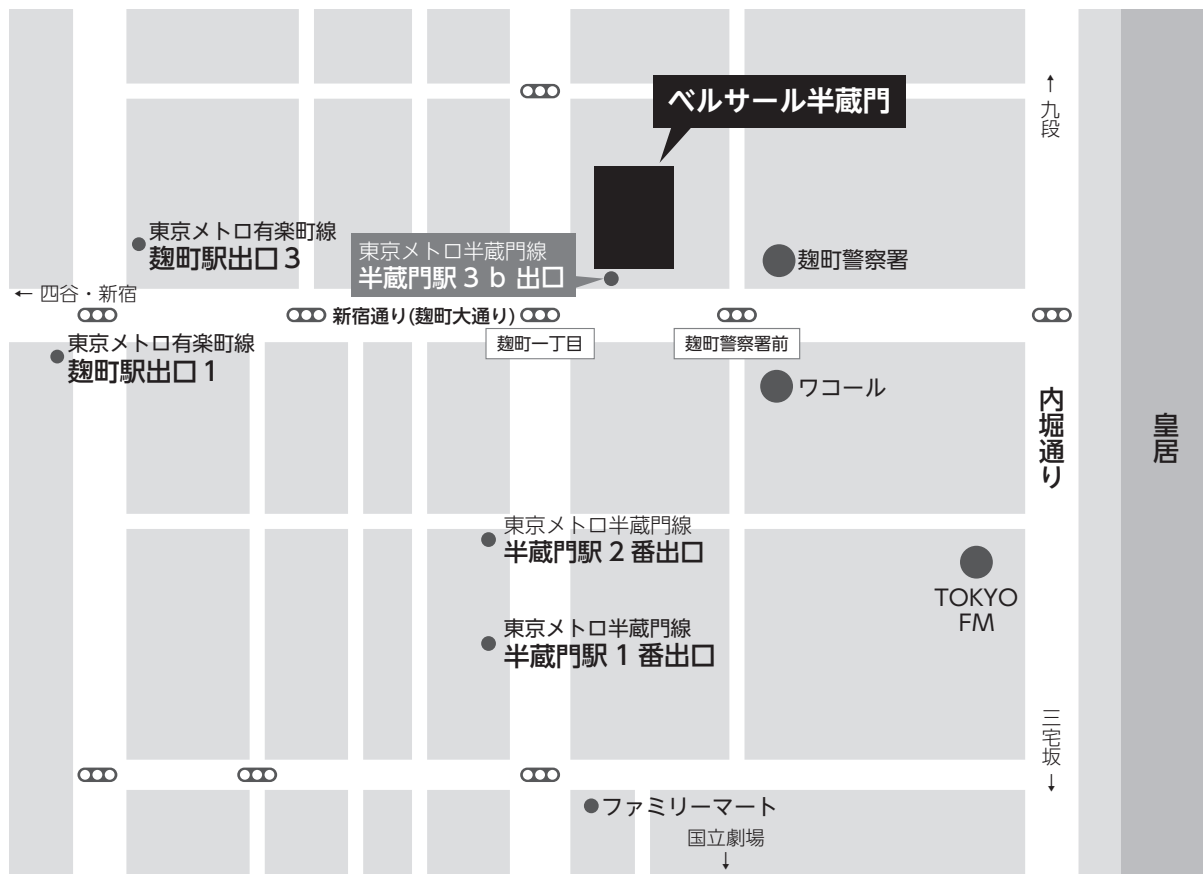 ベルサール半蔵門
↑
九段
東京メトロ有楽町線
麹町駅出口3
東京メトロ半蔵門線
半蔵門駅3b出口
麹町警察署
← 四谷・新宿
新宿通り(麹町大通り)
麹町一丁目
麹町警察署前
東京メトロ有楽町線
麹町駅出口1
ワコール
内堀通り
皇居
東京メトロ半蔵門線
半蔵門駅2番出口
TOKYO
FM
東京メトロ半蔵門線
半蔵門駅1番出口
三宅坂
↓
ファミリーマート
国立劇場
↓